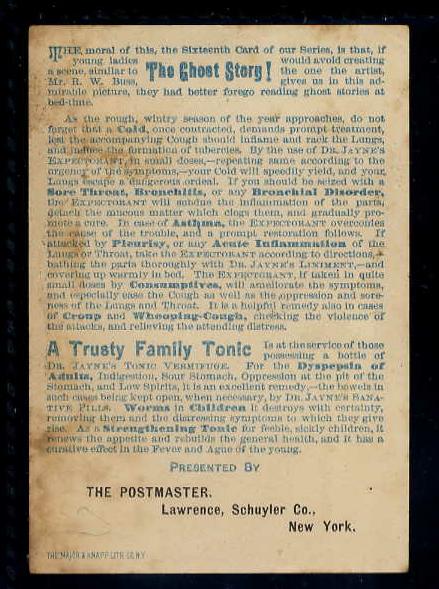 THE, moral of this, the Sixteenth Card of our Series, is that, if
young ladies would avoid creating
a scene, similar to The Ghost Story! the one the artist,
Mr. R. W. Buss, gives us in this ad-
mirable picture, they had better forego reading ghost stories at
bed-time.
As the rough, wintry season of the year approaches, do not
forget that a Cold, once contracted, demands prompt treatment,
lest the accompanying Cough should inflame and rack the Lungs,
and induce the formation of tubercles. By the use of DR. JAYNE'S
EXPECTORANT, in small doses,—repeating same according to the
urgency of the symptoms,—your Cold will speedily yield, and your
Lungs escape a dangerous ordeal. If you should be seized with a
Sore Throat, Bronchitis, or any Bronchial Disorder,
the EXPECTORANT will subdue the inflammation of the parts,
detach the mucous matter which clogs them, and gradually pro-
mote a cure. In case of Asthma, the EXPECTORANT overcomes
the cause of the trouble, and a prompt restoration follows. If
attacked by Pleurisy, or any Acute Inflammation of the
Lungs or Throat, take the EXPECTORANT according to directions,—
bathing the parts thoroughly with DR. JAYNE'S LINIMENT,—and
covering up warmly in bed. The EXPECTORANT, if taken in quite
small doses by Consumptives, will ameliorate the symptoms,
and especially ease the Cough as well as the oppression and sore-
ness of the Lungs and Throat. It is a helpful remedy also in cases
of Croup and Whooping-Cough, checking the violence of
the attacks, and relieving the attending distress.
A Trusty Family Tonic Is at the service of those
possessing a bottle of
DR. JAYNE'S TONIC VERMIFUGE. For the Dyspepsia of
Adults, Indigestion, Sour Stomach, Oppression at the pit of the
Stomach, and Low Spirits, it is an excellent remedy,—the bowels in
such cases being kept open, when necessary, by DR. JAYNE'S SANA-
TIVE PILLS. Worms in Children it destroys with certainty,
removing them and the distressing symptoms to which they give
rise. As a Strengthening Tonic for feeble, sickly children, it
renews the appetite and rebuilds the general health, and it has a
curative effect in the Fever and Ague of the young.
PRESENTED BY
THE POSTMASTER.
Lawrence, Schuyler Co.,
New York.
THE MAJOR & KNAPP LITH. CO. N.Y.